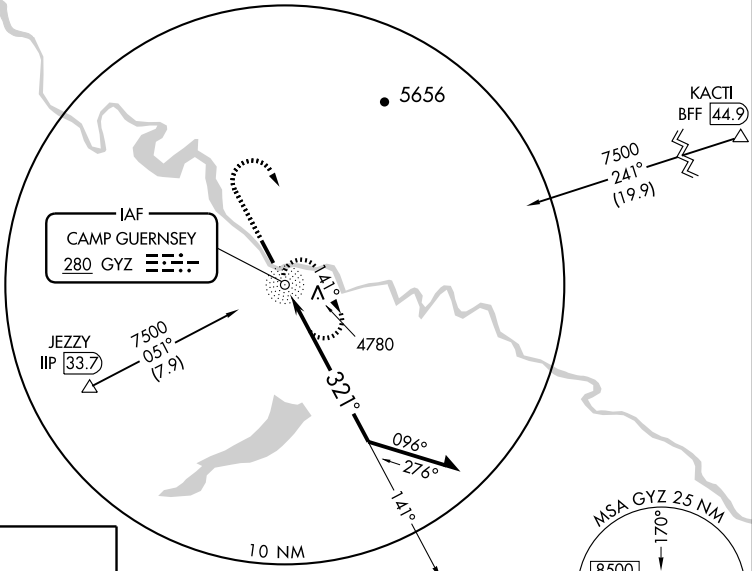 5656
KACTI
BFF 44.9
7500
241°
(19.9)
IAF
CAMP GUERNSEY
280 GYZ
141°
4780
JEZZY
IIP 33.7
7500
051°
(7.9)
321°
096°
276°
141°
10 NM
MSA GYZ 25 NM
170°
8500